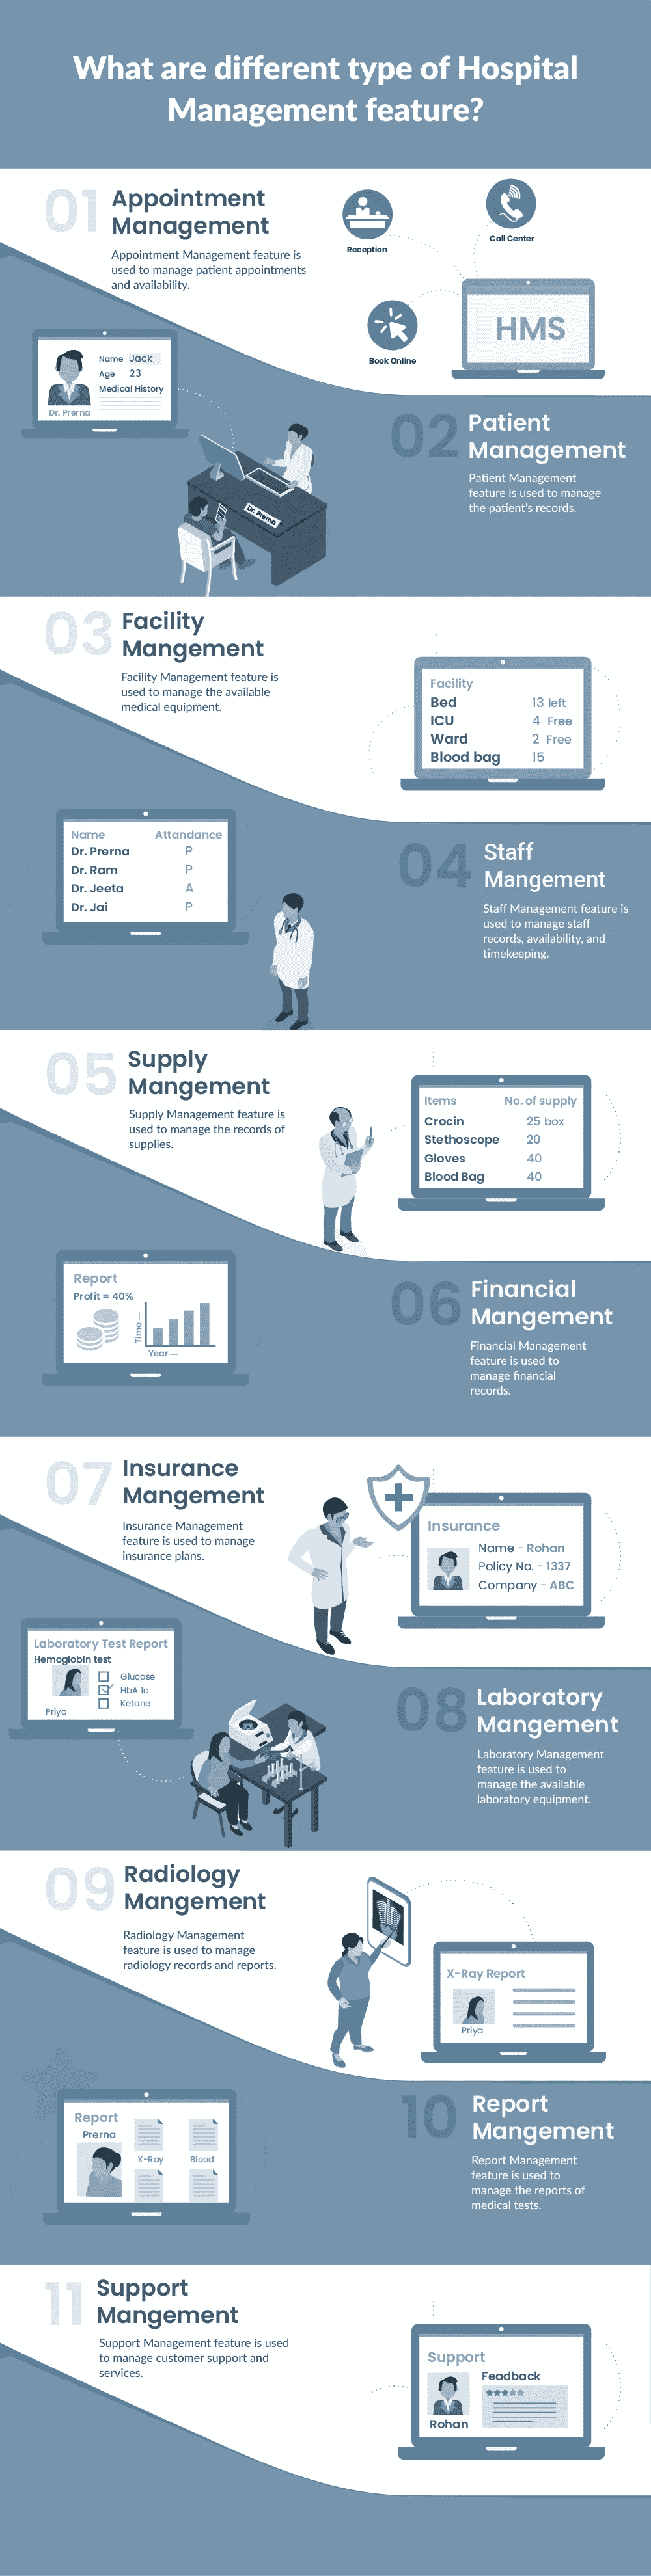 What are different type of Hospital
Management feature?
01
Appointment
Management
Appointment Management feature is
used to manage patient appointments
and availability.
Reception
Call Center
Book Online
HMS
Name Jack
Age 23
Medical History
Dr. Prerna
Dr. Prerna
02
Patient
Management
Patient Management
feature is used to manage
the patient's records.
03
Facility
Mangement
Facility Management feature is
used to manage the available
medical equipment.
Facility
Bed 13 left
ICU 4 Free
Ward 2 Free
Blood bag 15
Name Attandance
Dr. Prerna P
Dr. Ram P
Dr. Jeeta A
Dr. Jai P
04
Staff
Mangement
Staff Management feature is
used to manage staff
records, availability, and
timekeeping.
05
Supply
Mangement
Supply Management feature is
used to manage the records of
supplies.
Items No. of supply
Crocin 25 box
Stethoscope 20
Gloves 40
Blood Bag 40
Report
Profit = 40%
Time —
Year —
06
Financial
Mangement
Financial Management
feature is used to
manage financial
records.
07
Insurance
Mangement
Insurance Management
feature is used to manage
insurance plans.
Insurance
Name - Rohan
Policy No. - 1337
Company - ABC
Laboratory Test Report
Hemoglobin test
Glucose
HbA 1c
Ketone
Priya
08
Laboratory
Mangement
Laboratory Management
feature is used to
manage the available
laboratory equipment.
09
Radiology
Mangement
Radiology Management
feature is used to manage
radiology records and reports.
X-Ray Report
Priya
Report
Prerna
X-Ray Blood
10
Report
Mangement
Report Management
feature is used to
manage the reports of
medical tests.
11
Support
Mangement
Support Management feature is used
to manage customer support and
services.
Support
Feadback
Rohan